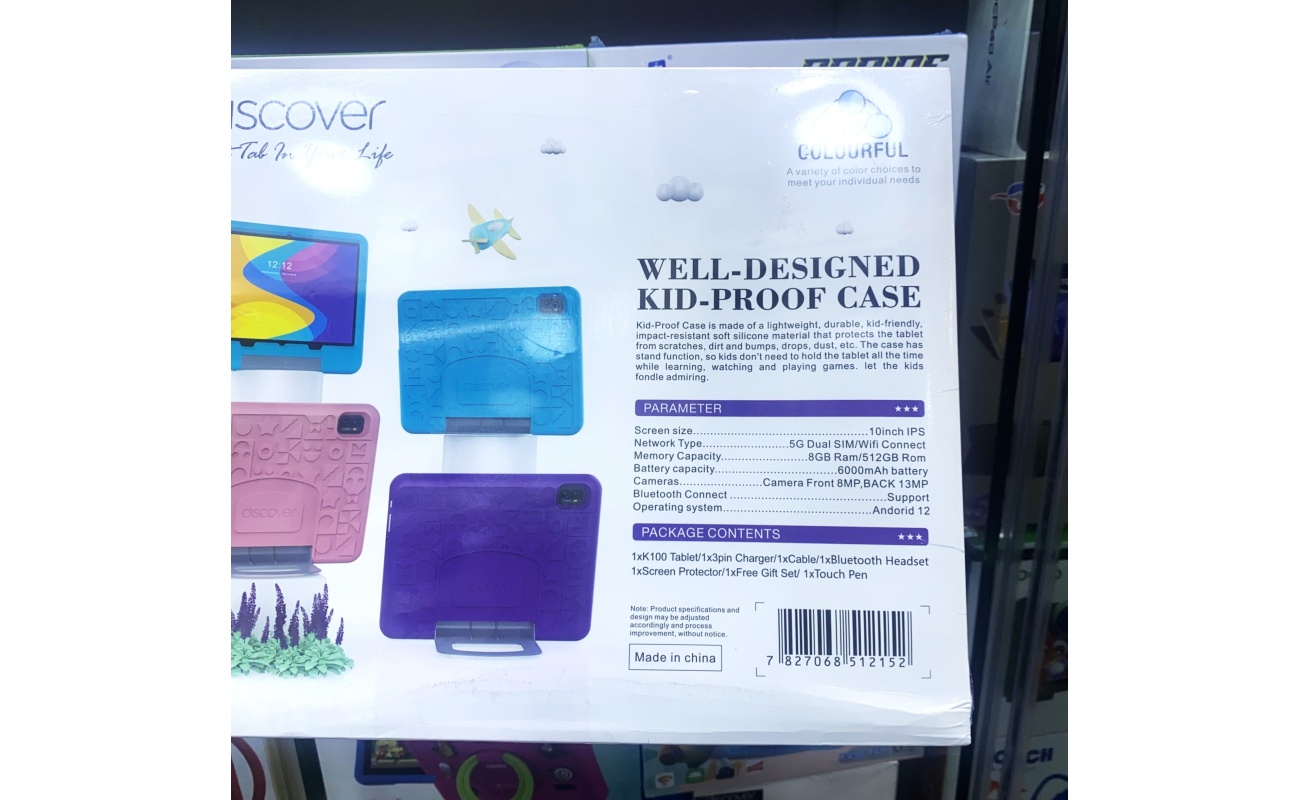 iscover
Tab In Your Life
COLOURFUL
A variety of color choices to
meet your individual needs
12:12
WELL-DESIGNED
KID-PROOF CASE
Kid-Proof Case is made of a lightweight, durable, kid-friendly,
impact-resistant soft silicone material that protects the tablet
from scratches, dirt and bumps, drops, dust, etc. The case has
stand function, so kids don't need to hold the tablet all the time
while learning, watching and playing games. let the kids
fondle admiring.
PARAMETER
Screen size..............................................10inch IPS
Network Type.......................5G Dual SIM/Wifi Connect
Memory Capacity.......................8GB Ram/512GB Rom
Battery capacity................................6000mAh battery
Cameras......................Camera Front 8MP,BACK 13MP
Bluetooth Connect ..........................................Support
Operating system........................................Andorid 12
PACKAGE CONTENTS
1xK100 Tablet/1x3pin Charger/1xCable/1xBluetooth Headset
1xScreen Protector/1xFree Gift Set/ 1xTouch Pen
Note: Product specifications and
design may be adjusted
accordingly and process
improvement, without notice.
Made in china
7 827068 512152
discover
discover